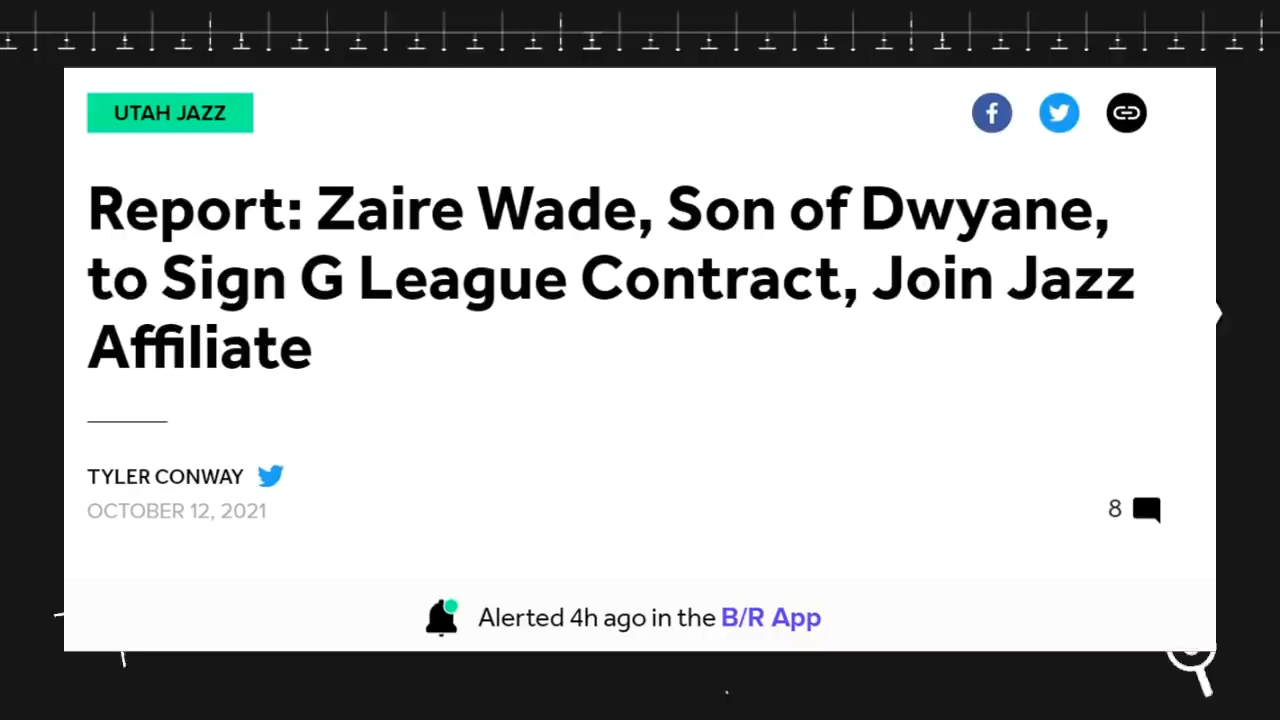 UTAH JAZZ
Report: Zaire Wade, Son of Dwyane,
to Sign G League Contract, Join Jazz
Affiliate
TYLER CONWAY
OCTOBER 12, 2021
8
Alerted 4h ago in the B/R App